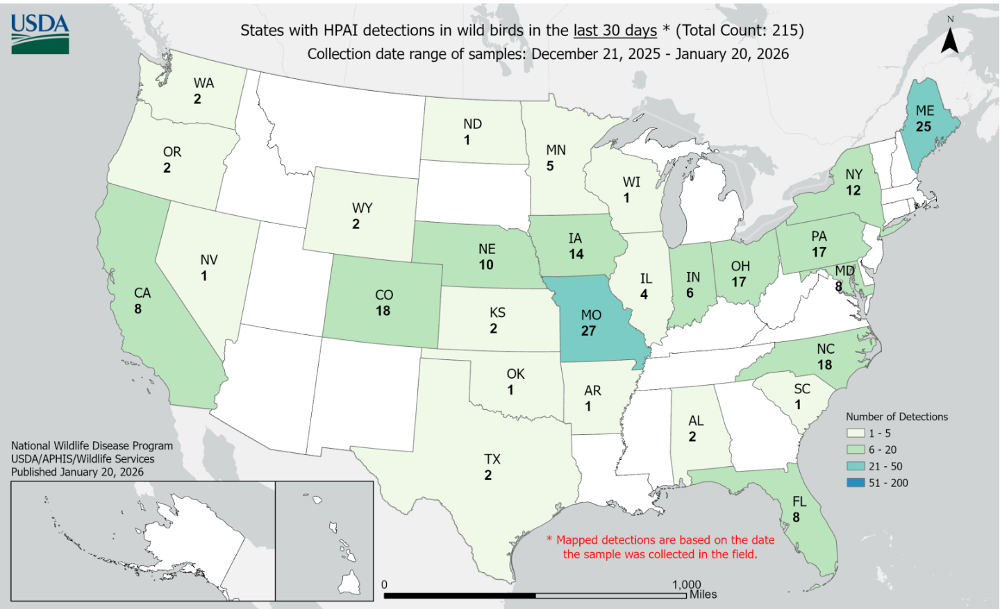 USDA
States with HPAI detections in wild birds in the last 30 days * (Total Count: 215)
Collection date range of samples: December 21, 2025 - January 20, 2026
N
WA
2
OR
2
CA
8
NV
1
WY
2
CO
18
ND
1
NE
10
KS
2
OK
1
TX
2
MN
5
IA
14
MO
27
AR
1
WI
1
IL
4
IN
6
OH
17
AL
2
FL
8
SC
1
NC
18
MD
8
PA
17
NY
12
ME
25
Number of Detections
1 - 5
6 - 20
21 - 50
51 - 200
National Wildlife Disease Program
USDA/APHIS/Wildlife Services
Published January 20, 2026
* Mapped detections are based on the date
the sample was collected in the field.
0
1,000
Miles